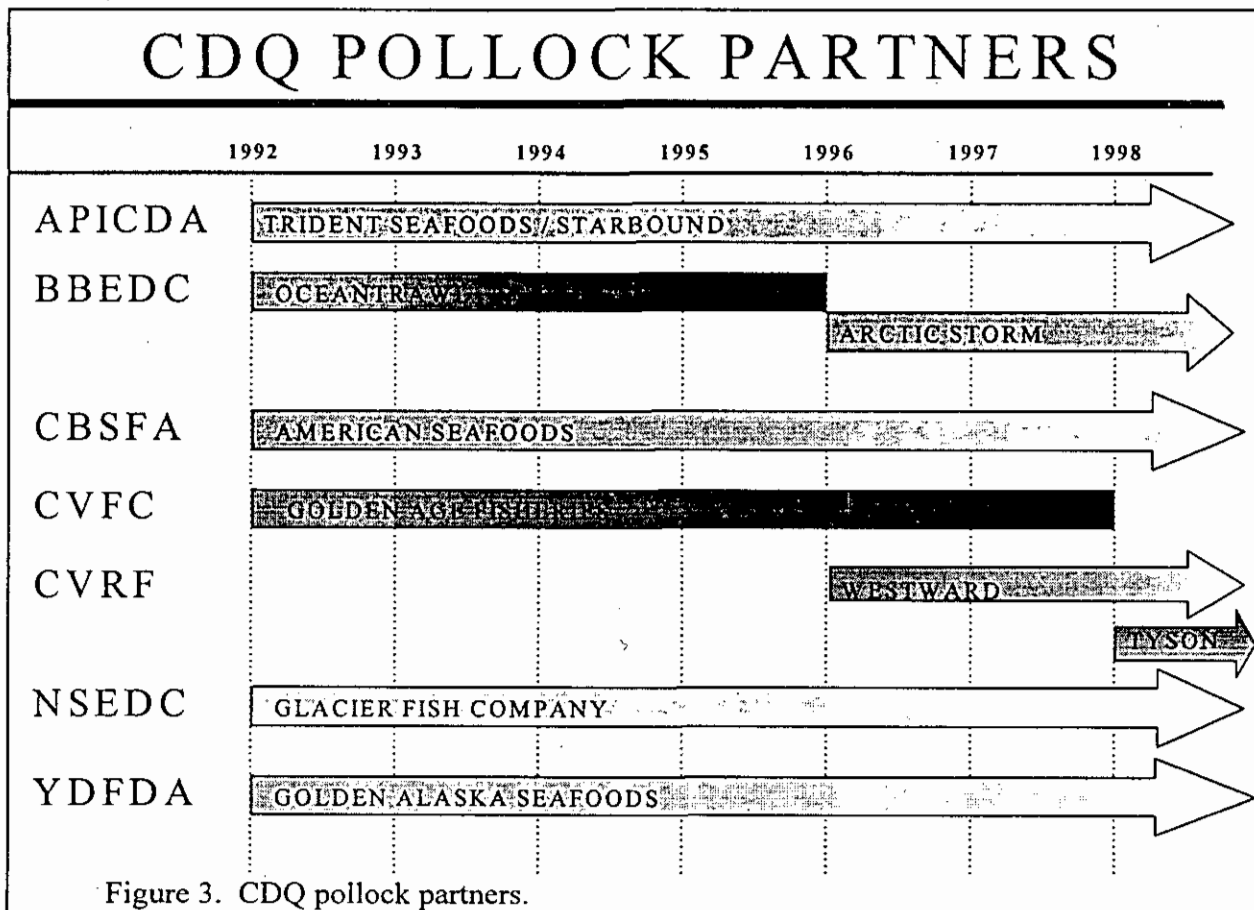 CDQ POLLOCK PARTNERS
1992 1993 1994 1995 1996 1997 1998
APICDA TRIDENT SEAFOODS / STARBOUND
BBEDC OCEANTRAWL
ARCTIC STORM
CBSFA AMERICAN SEAFOODS
CVFC GOLDEN AGE FISHERIES
CVRF WESTWARD
TYSON
NSEDC GLACIER FISH COMPANY
YDFDA GOLDEN ALASKA SEAFOODS
Figure 3. CDQ pollock partners.